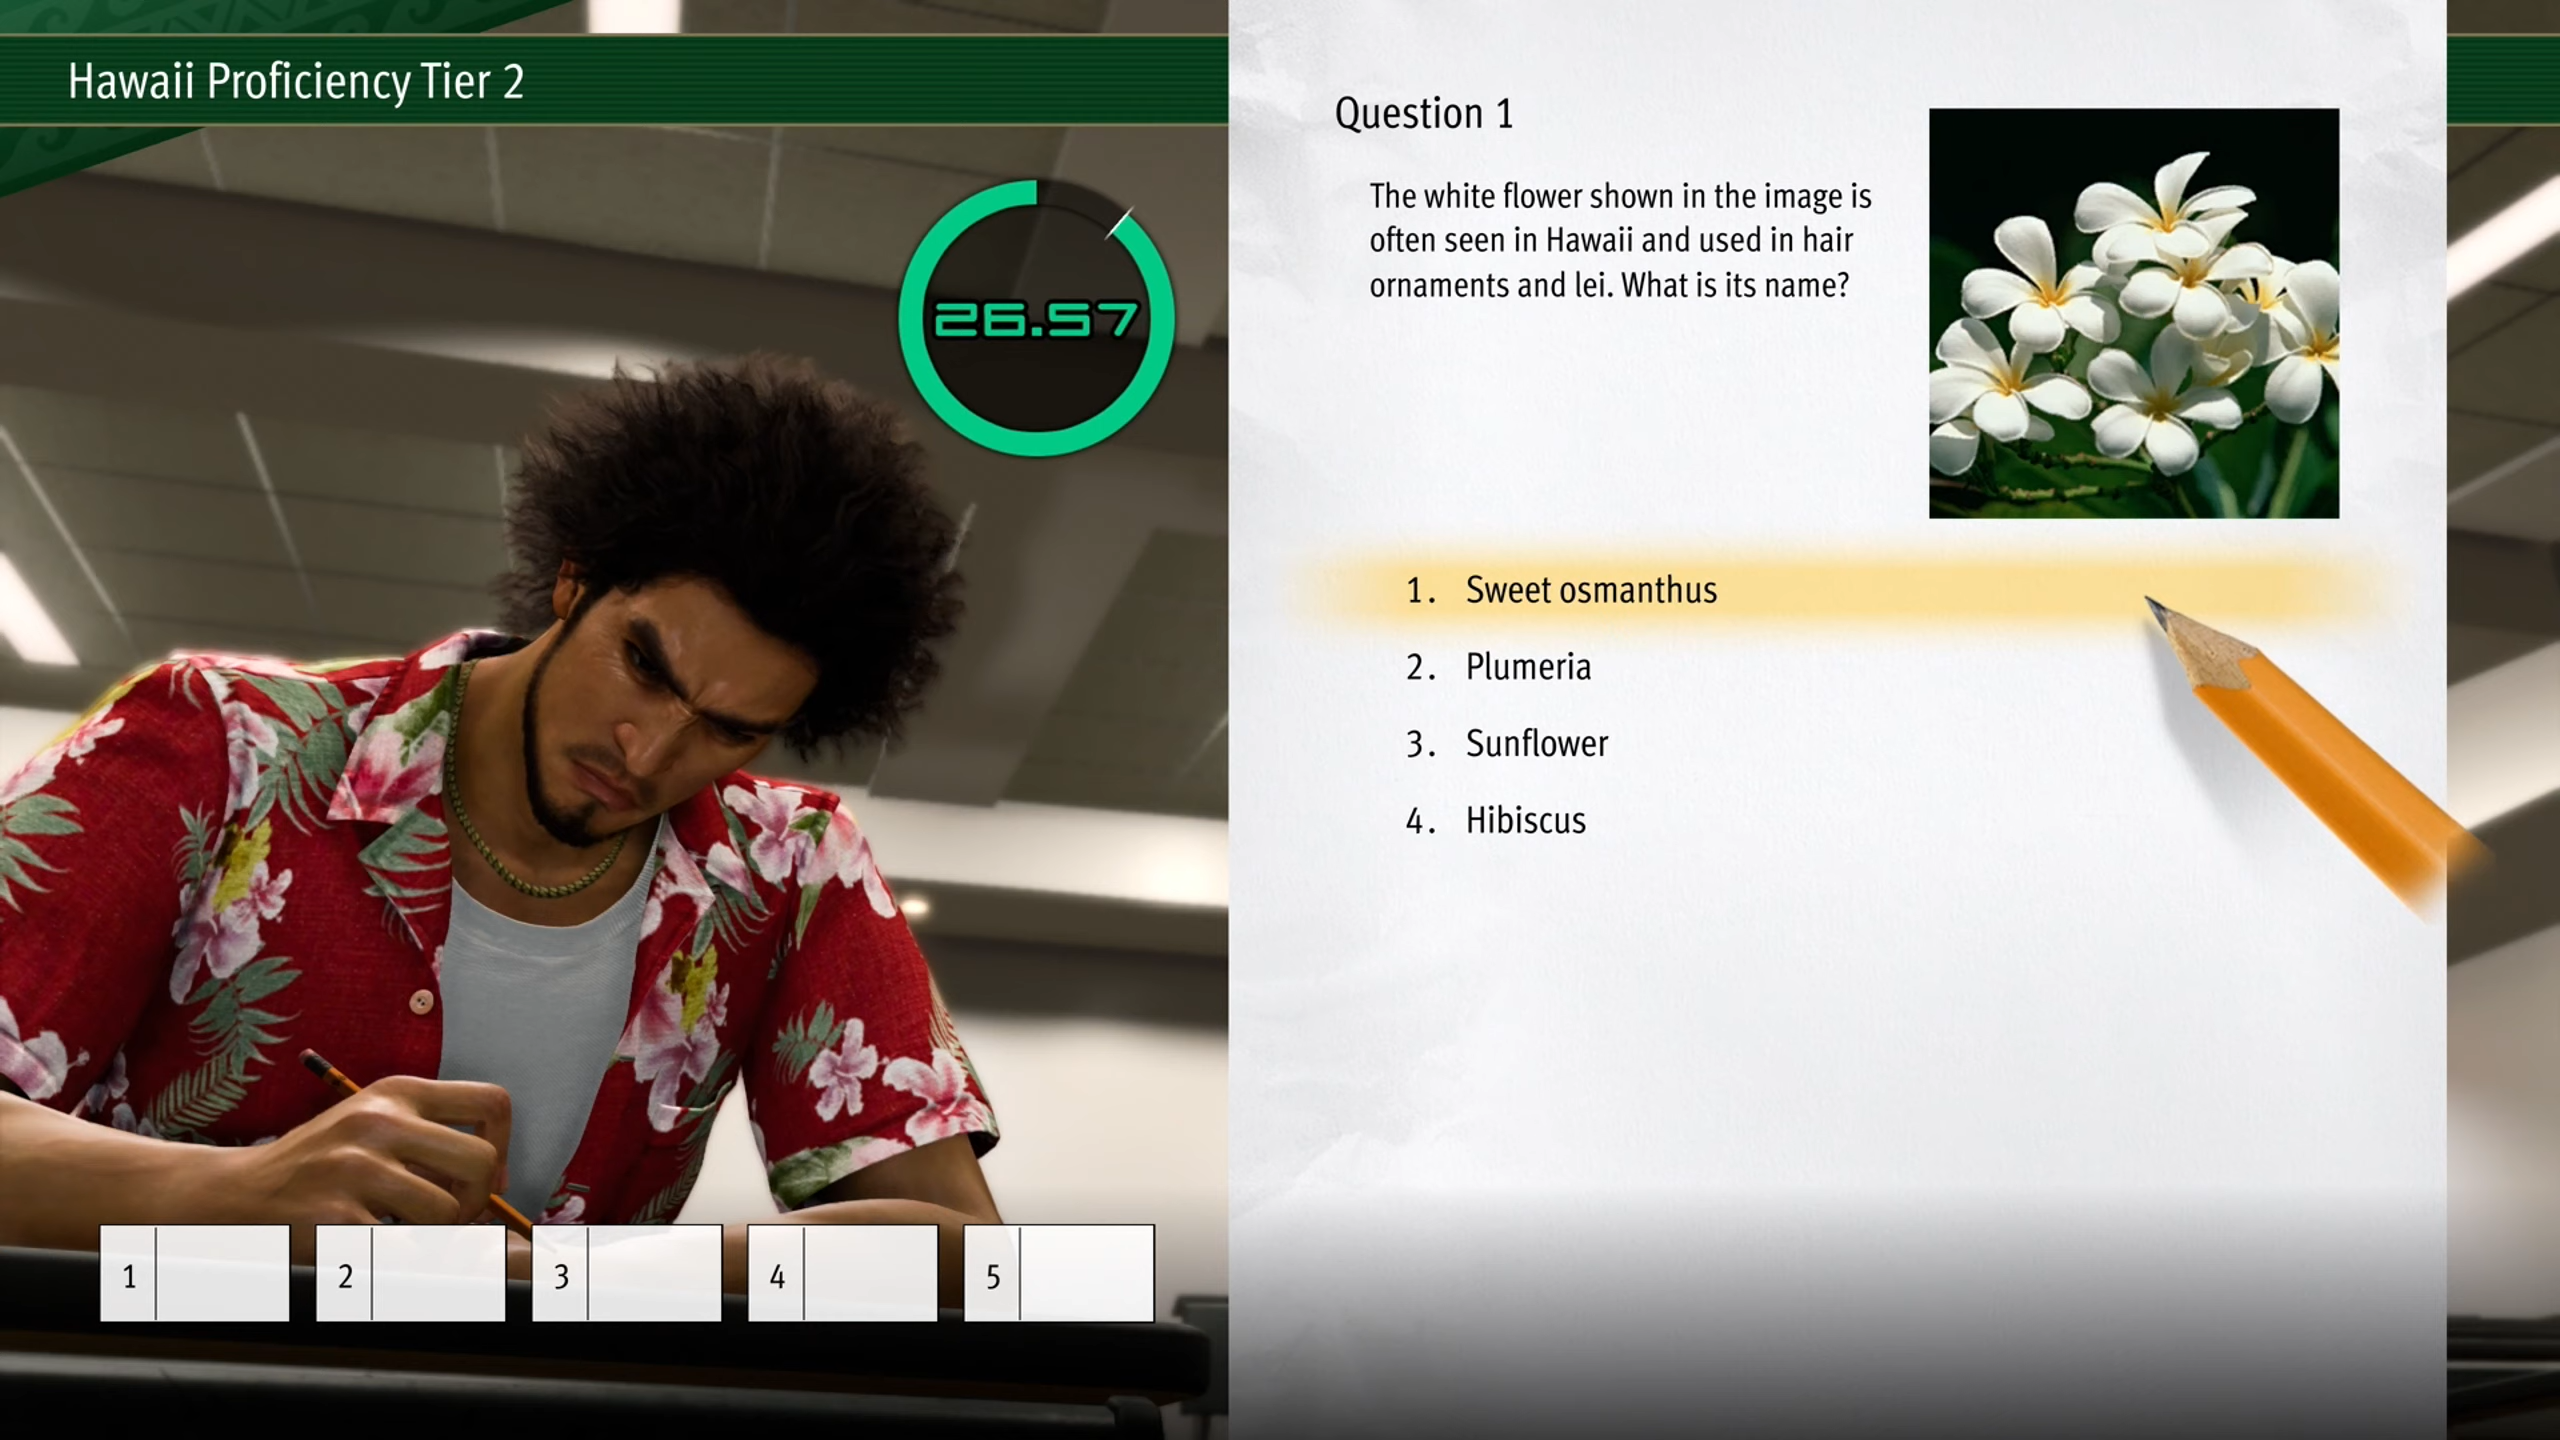 Hawaii Proficiency Tier 2
26.57
Question 1
The white flower shown in the image is
often seen in Hawaii and used in hair
ornaments and lei. What is its name?
1. Sweet osmanthus
2. Plumeria
3. Sunflower
4. Hibiscus
1 2 3 4 5